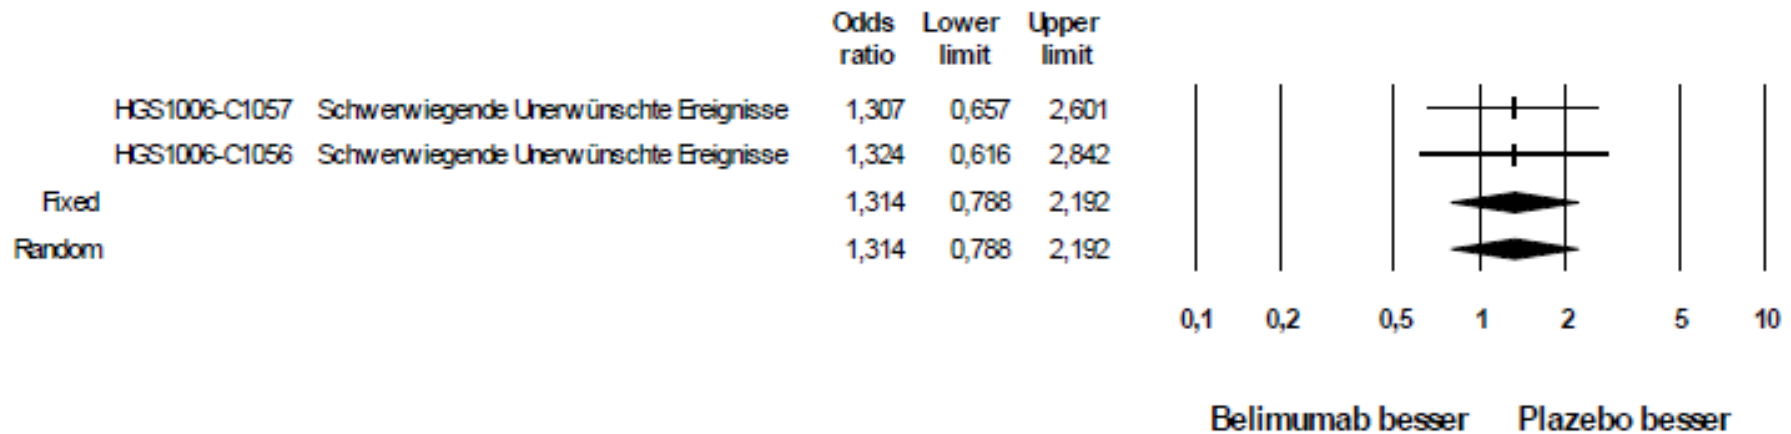 Odds Lower Upper
ratio limit limit
HGS1006-C1057 Schwerwiegende Unerwünschte Ereignisse 1,307 0,657 2,601
HGS1006-C1056 Schwerwiegende Unerwünschte Ereignisse 1,324 0,616 2,842
Fixed 1,314 0,788 2,192
Random 1,314 0,788 2,192
0,1 0,2 0,5 1 2 5 10
Belimumab besser Plazebo besser